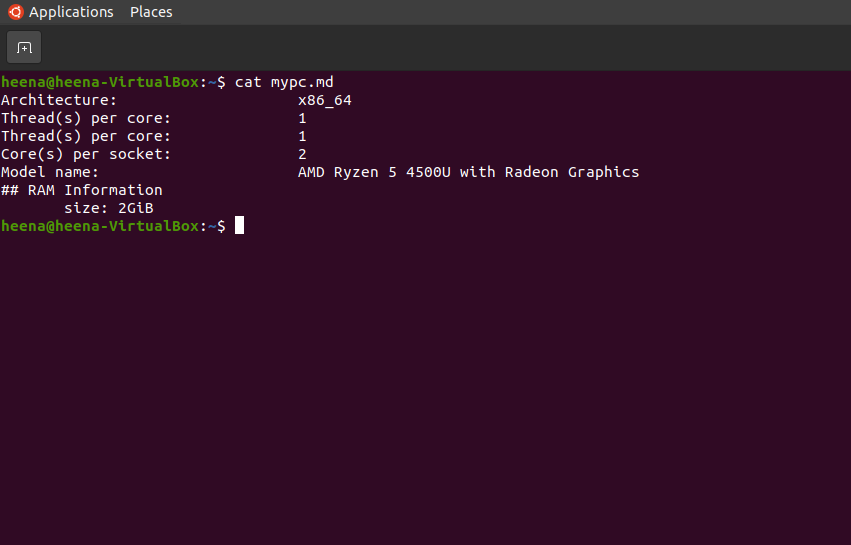 Applications Places
heena@heena-VirtualBox:~$ cat mypc.md
Architecture: x86_64
Thread(s) per core: 1
Thread(s) per core: 1
Core(s) per socket: 2
Model name: AMD Ryzen 5 4500U with Radeon Graphics
## RAM Information
size: 2GiB
heena@heena-VirtualBox:~$